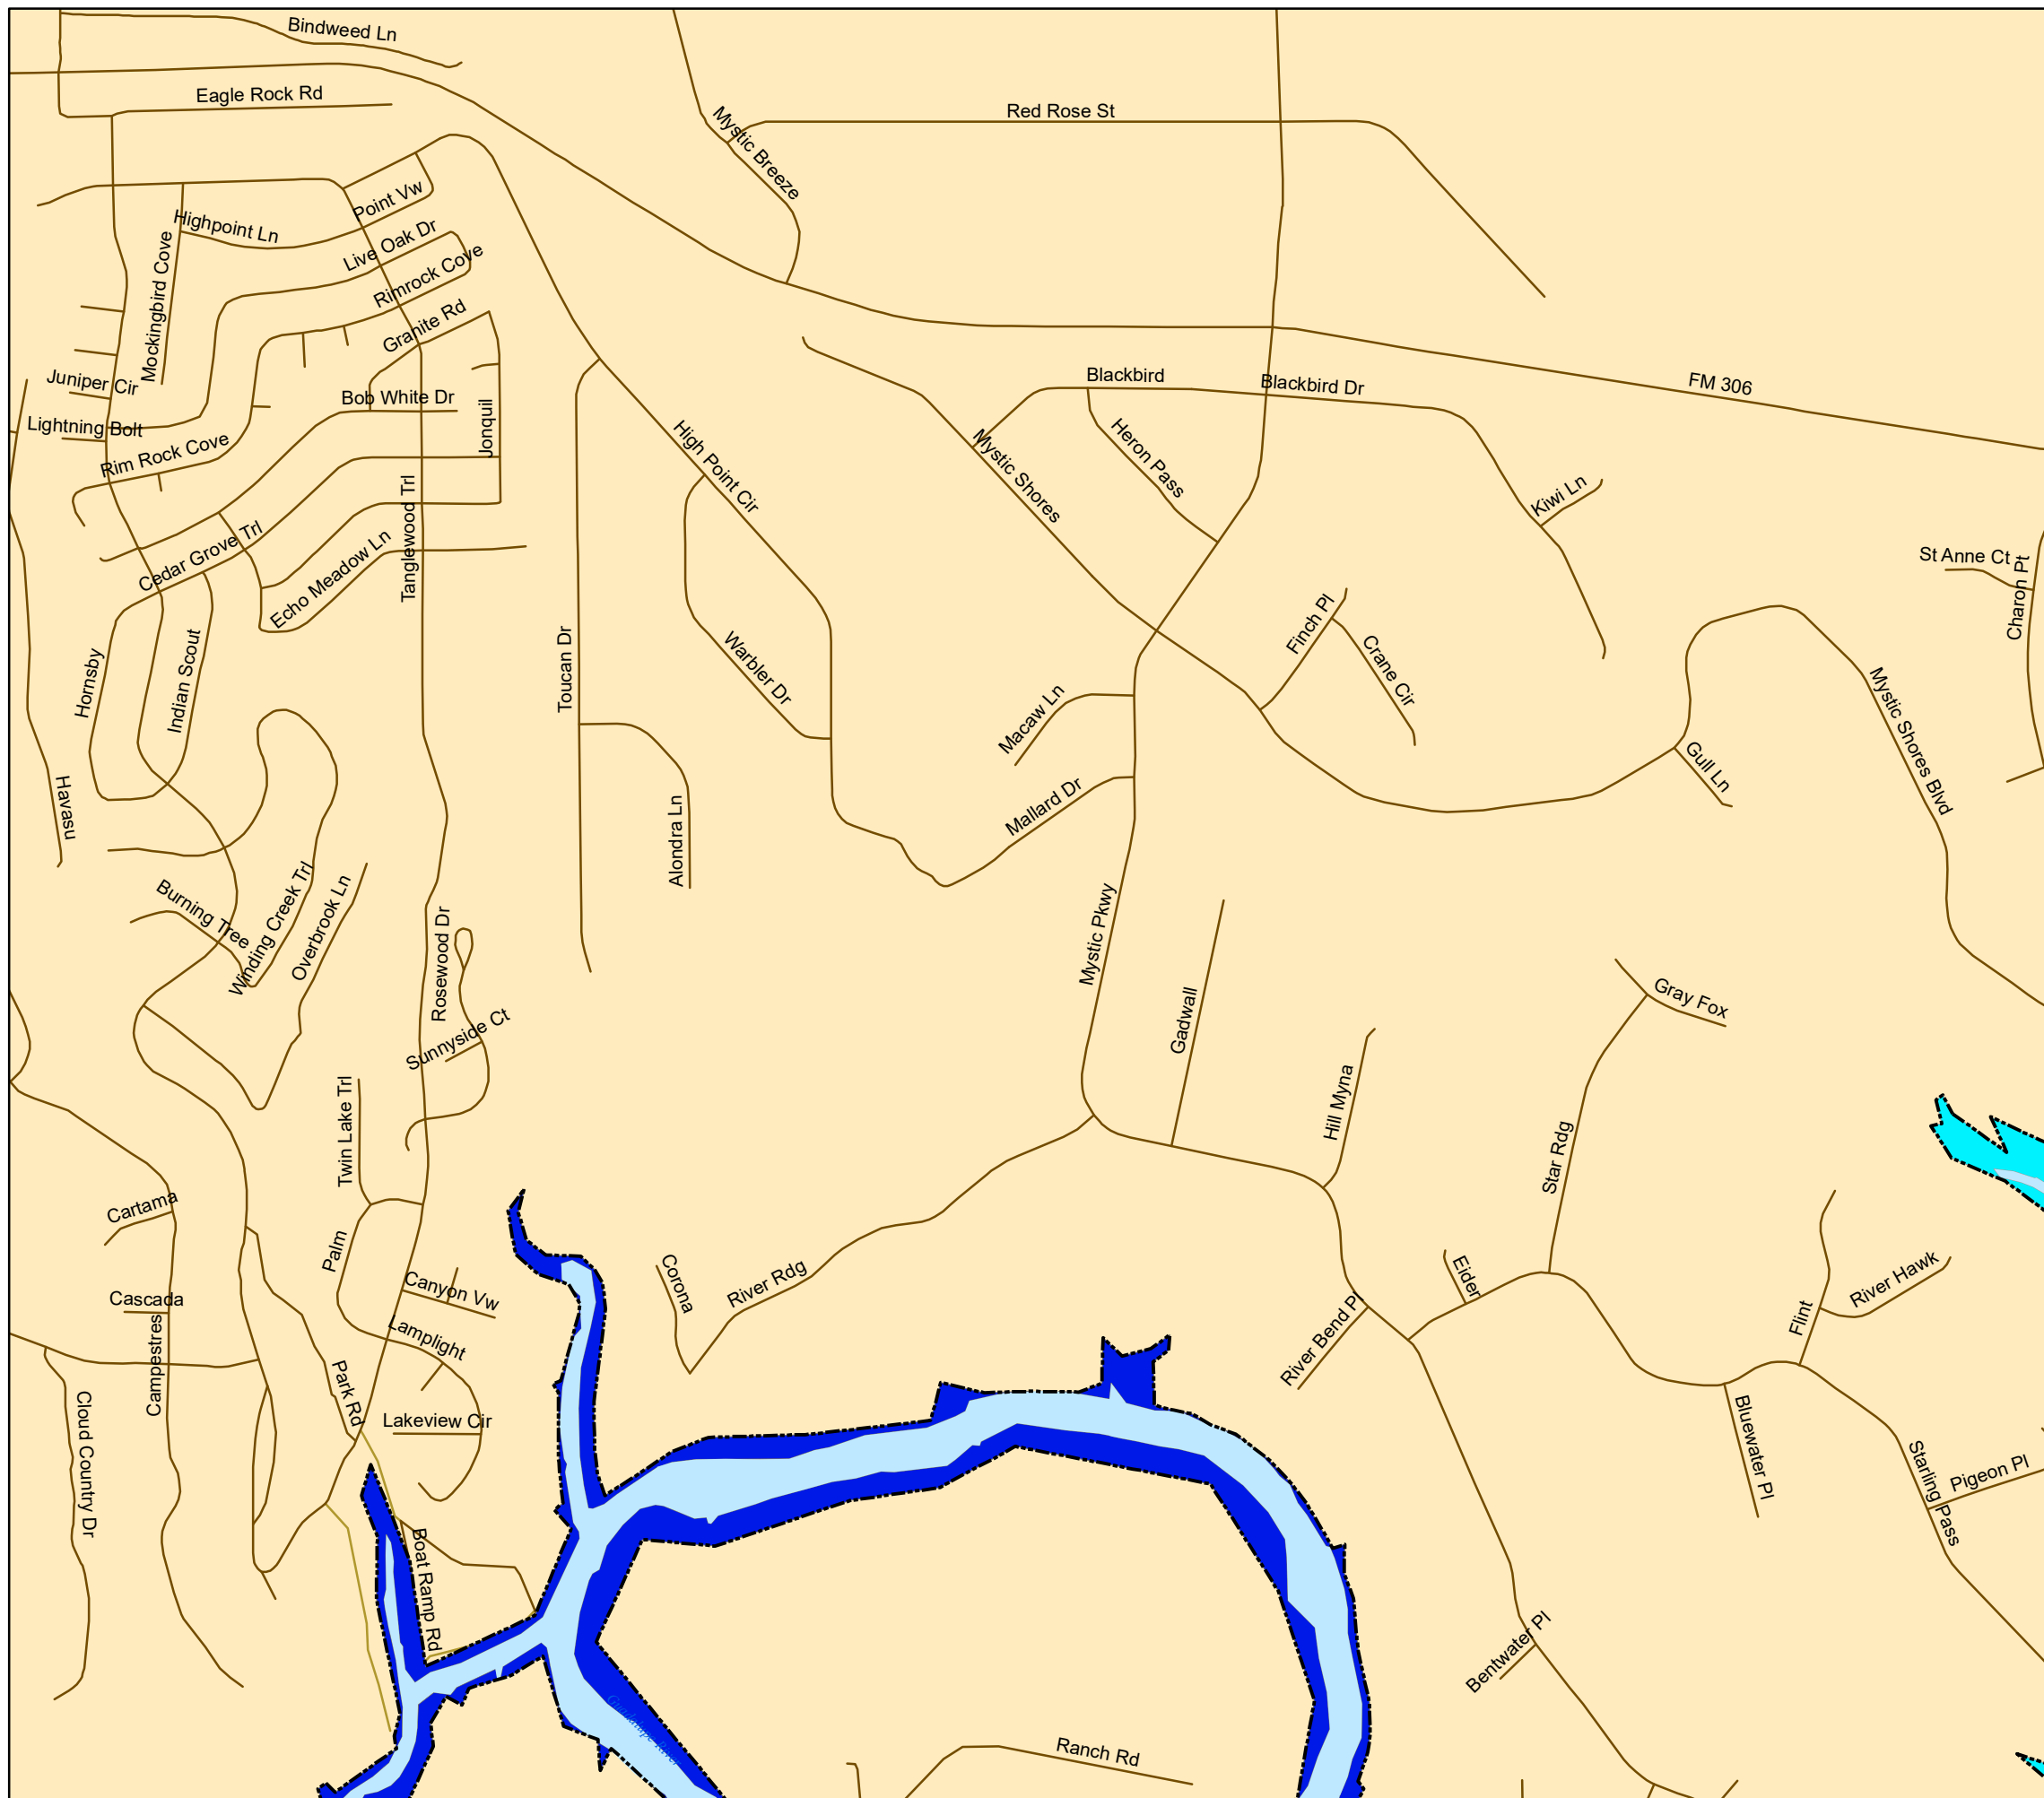 Bindweed Ln
Eagle Rock Rd
Red Rose St
Mystic Breeze
Point Vw
Highpoint Ln
Live Oak Dr
Rimrock Cove
Mockingbird Cove
Granite Rd
Juniper Cir
Bob White Dr
Blackbird
Blackbird Dr
FM 306
Lightning Bolt
Rim Rock Cove
Jonquil
High Point Cir
Mystic Shores
Heron Pass
Kiwi Ln
Tanglewood Trl
Cedar Grove Trl
Echo Meadow Ln
St Anne Ct
Charon Pt
Hornsby
Indian Scout
Toucan Dr
Warbler Dr
Finch Pl
Crane Cir
Macaw Ln
Mystic Shores Blvd
Gull Ln
Havasu
Mallard Dr
Alondra Ln
Burning Tree
Winding Creek Trl
Overbrook Ln
Rosewood Dr
Mystic Pkwy
Gadwall
Gray Fox
Sunnyside Ct
Twin Lake Trl
Hill Myna
Star Rdg
Cartama
Palm
Corona
River Rdg
Canyon Vw
Eider
River Hawk
Cascada
Campestres
Lamplight
River Bend Pl
Flint
Park Rd
Lakeview Cir
Cloud Country Dr
Bluewater Pl
Starling Pass
Pigeon Pl
Boat Ramp Rd
Bentwater Pl
Guadalupe River
Ranch Rd